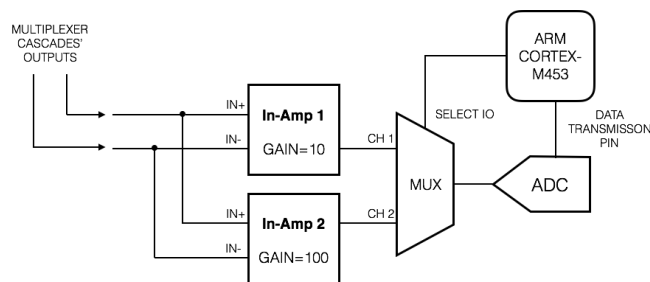 MULTIPLEXER
CASCADES'
OUTPUTS
ARM
CORTEX-
M453
IN+
In-Amp 1
IN-
GAIN=10
CH 1
SELECT IO
DATA
TRANSMISSON
PIN
MUX
ADC
IN+
In-Amp 2
CH 2
IN-
GAIN=100